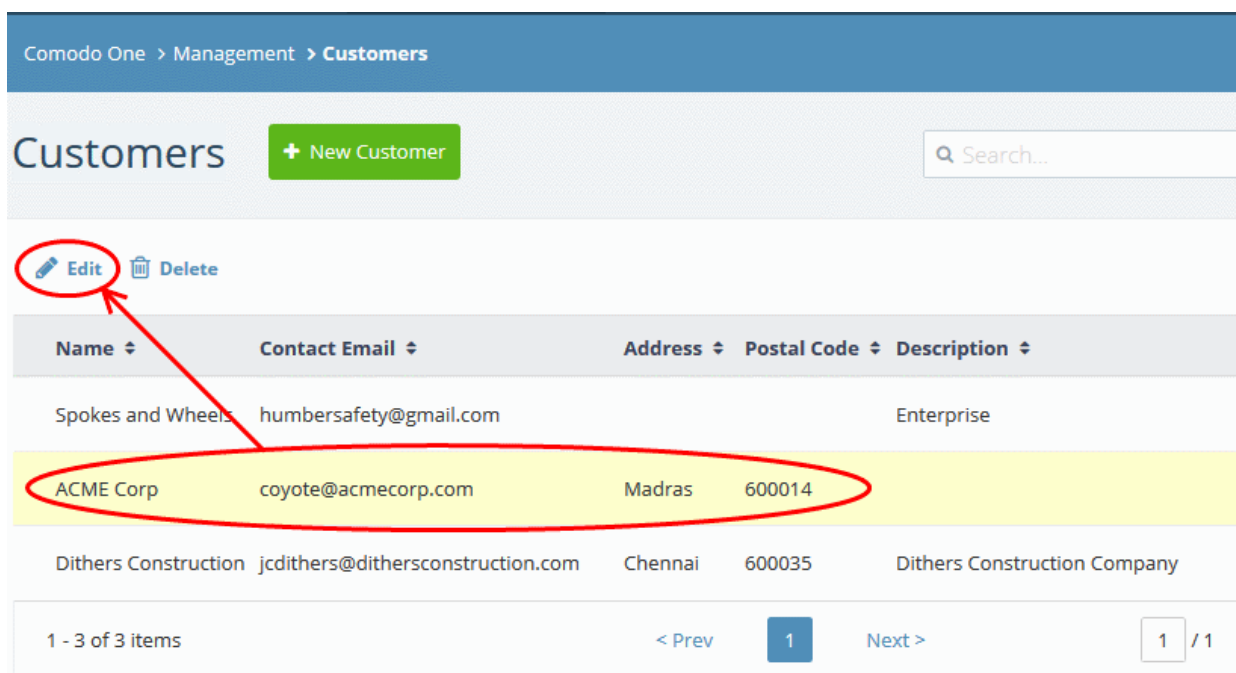 Comodo One > Management > Customers
Customers + New Customer Search...
Edit Delete
Name Contact Email Address Postal Code Description
Spokes and Wheels humbersafety@gmail.com Enterprise
ACME Corp coyote@acmecorp.com Madras 600014
Dithers Construction jcdithers@dithersconstruction.com Chennai 600035 Dithers Construction Company
1 - 3 of 3 items < Prev 1 Next > 1 / 1